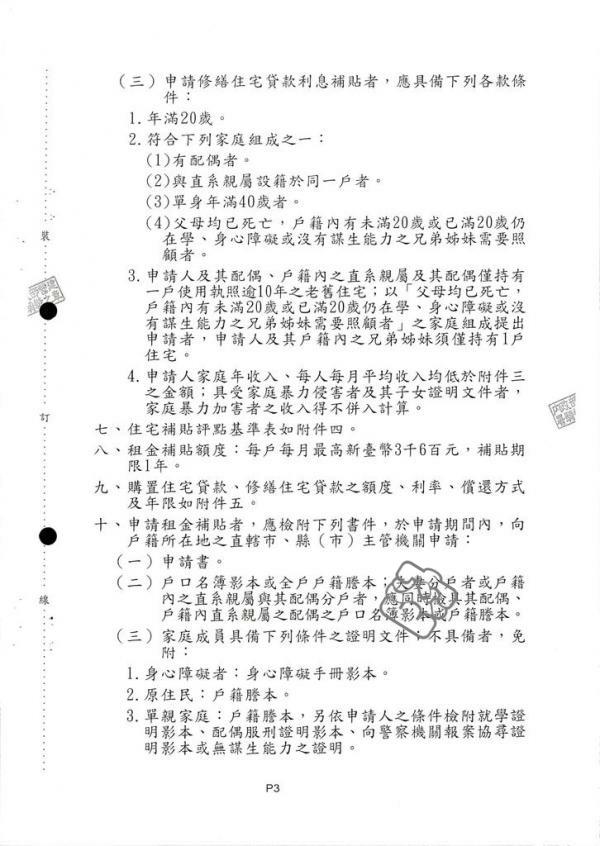 (三)申請修繕住宅貸款利息補貼者，應具備下列各款條
件：
1.年滿20歲。
2.符合下列家庭組成之一：
(1)有配偶者。
(2)與直系親屬設籍於同一戶者。
(3)單身年滿40歲者。
(4)父母均已死亡，戶籍內有未滿20歲或已滿20歲仍
在學、身心障礙或沒有謀生能力之兄弟姊妹需要照
顧者。
3.申請人及其配偶、戶籍內之直系親屬及其配偶僅持有
一戶使用執照逾10年之老舊住宅；以「父母均已死亡，
戶籍內有未滿20歲或已滿20歲仍在學、身心障礙或沒
有謀生能力之兄弟姊妹需要照顧者」之家庭組成提出
申請者，申請人及其戶籍內之兄弟姊妹須僅持有1戶
住宅。
4.申請人家庭年收入、每人每月平均收入均低於附件三
之金額；具受家庭暴力侵害者及其子女證明文件者，
家庭暴力加害者之收入得不併入計算。
七、住宅補貼評點基準表如附件四。
八、租金補貼額度：每戶每月最高新臺幣3千6百元，補貼期
限1年。
九、購置住宅貸款、修繕住宅貸款之額度、利率、償還方式
及年限如附件五。
十、申請租金補貼者，應檢附下列書件，於申請期間內，向
戶籍所在地之直轄市、縣（市）主管機關申請：
(一)申請書。
(二)戶口名簿影本或全戶戶籍謄本；夫妻分戶者或戶籍
內之直系親屬與其配偶分戶者，應同時檢具其配偶、
戶籍內直系親屬之配偶之戶口名簿影本或戶籍謄本。
(三)家庭成員具備下列條件之證明文件，不具備者，免
附：
1.身心障礙者：身心障礙手冊影本。
2.原住民：戶籍謄本。
3.單親家庭：戶籍謄本，另依申請人之條件檢附就學證
明影本、配偶服刑證明影本、向警察機關報案協尋證
明影本或無謀生能力之證明。
裝
訂
線
P3